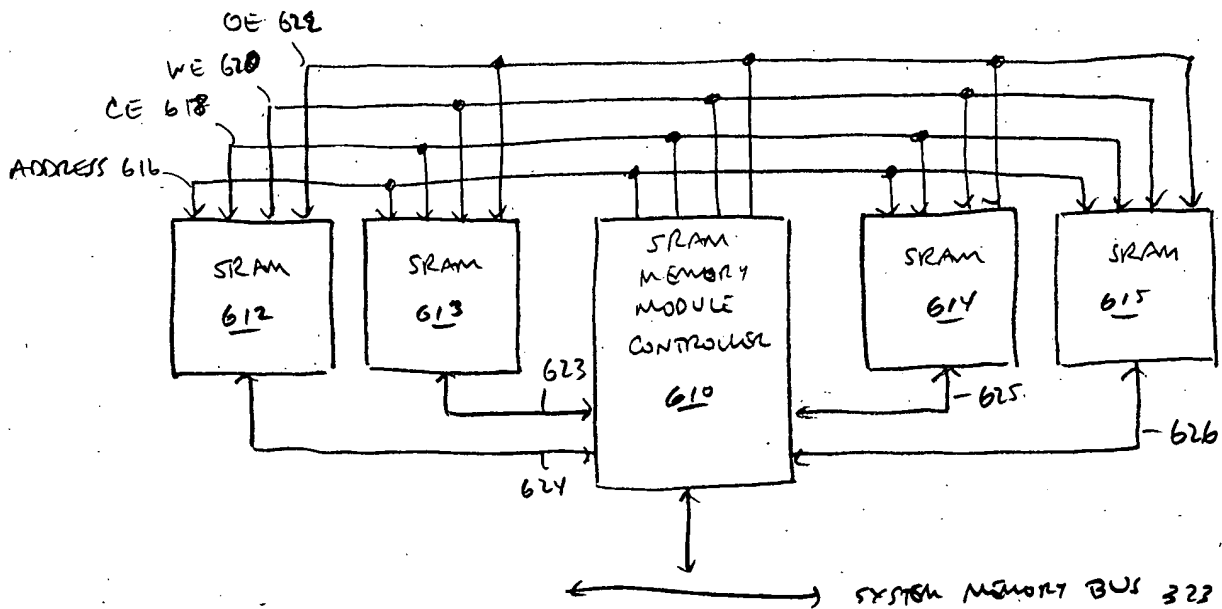 OE 622
WE 620
CE 618
ADDRESS 616
SRAM
612
SRAM
613
SRAM
MEMORY
MODULE
CONTROLLER
610
SRAM
614
SRAM
615
623
624
625
626
SYSTEM MEMORY BUS 323